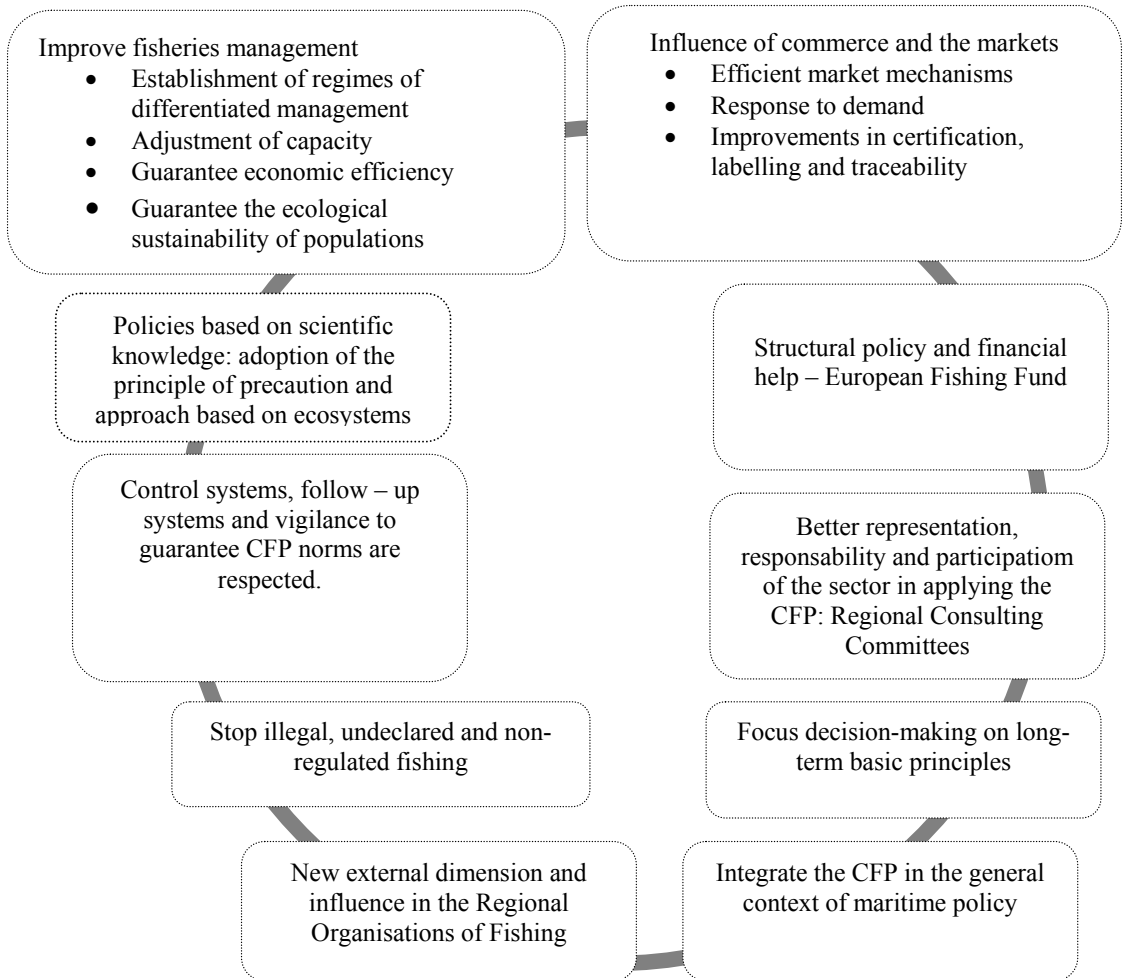 Improve fisheries management
• Establishment of regimes of
differentiated management
• Adjustment of capacity
• Guarantee economic efficiency
• Guarantee the ecological
sustainability of populations
Influence of commerce and the markets
• Efficient market mechanisms
• Response to demand
• Improvements in certification,
labelling and traceability
Policies based on scientific
knowledge: adoption of the
principle of precaution and
approach based on ecosystems
Structural policy and financial
help – European Fishing Fund
Control systems, follow – up
systems and vigilance to
guarantee CFP norms are
respected.
Better representation,
responsability and participatiom
of the sector in applying the
CFP: Regional Consulting
Committees
Stop illegal, undeclared and non-
regulated fishing
Focus decision-making on long-
term basic principles
New external dimension and
influence in the Regional
Organisations of Fishing
Integrate the CFP in the general
context of maritime policy